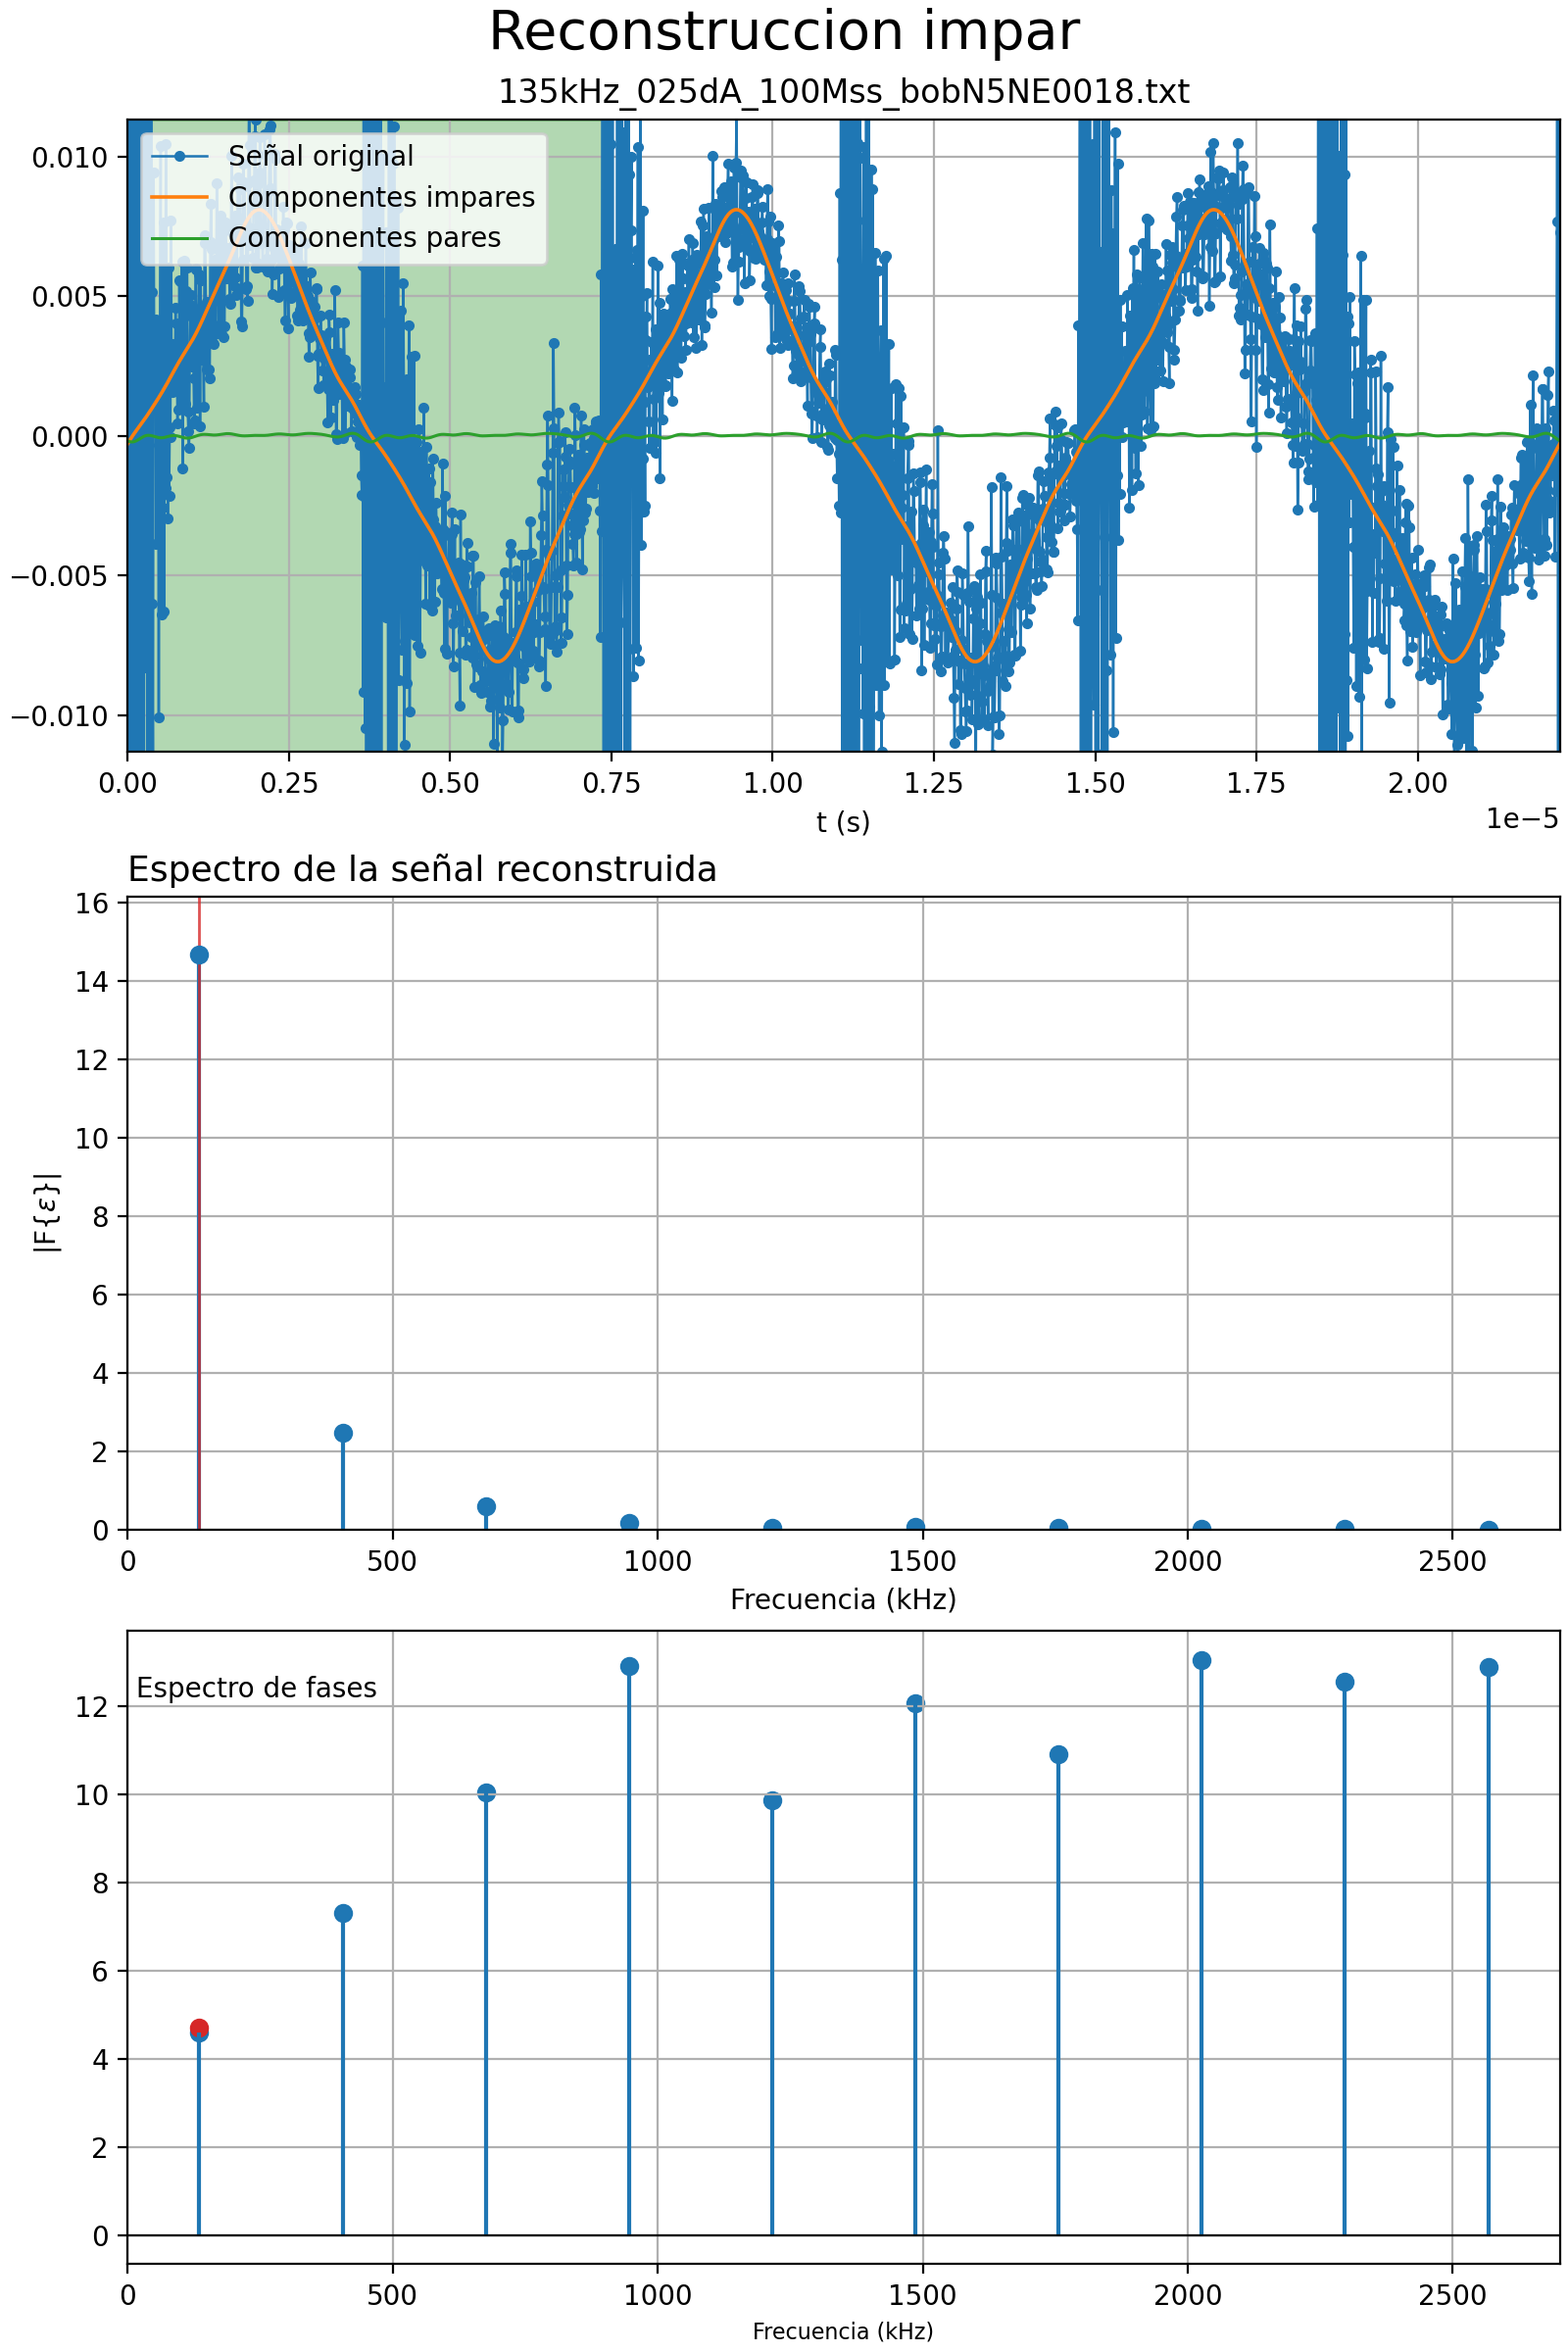 Reconstruccion impar
135kHz_025dA_100Mss_bobN5NE0018.txt
Señal original
Componentes impares
Componentes pares
0.010
0.005
0.000
−0.005
−0.010
0.00 0.25 0.50 0.75 1.00 1.25 1.50 1.75 2.00
t (s)
1e−5
Espectro de la señal reconstruida
16
14
12
10
8
6
4
2
0
|F{ε}|
0 500 1000 1500 2000 2500
Frecuencia (kHz)
Espectro de fases
12
10
8
6
4
2
0
0 500 1000 1500 2000 2500
Frecuencia (kHz)